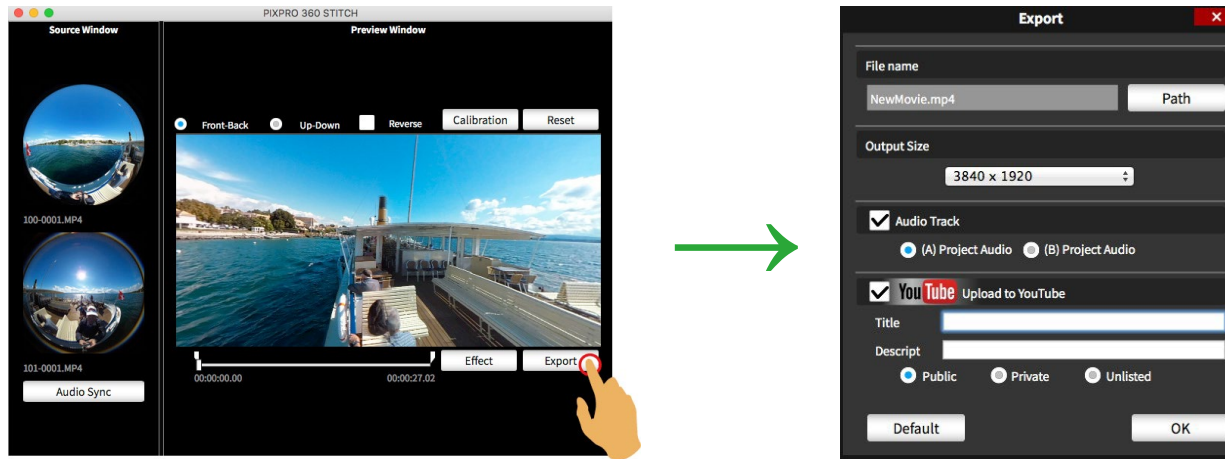 PIXPRO 360 STITCH
Source Window
Preview Window
Front-Back Up-Down Reverse Calibration Reset
100-0001.MP4
101-0001.MP4
Audio Sync
Effect Export
00:00:00.00 00:00:27.02
Export
File name
NewMovie.mp4 Path
Output Size
3840 x 1920
Audio Track
(A) Project Audio (B) Project Audio
YouTube Upload to YouTube
Title
Descript
Public Private Unlisted
Default OK